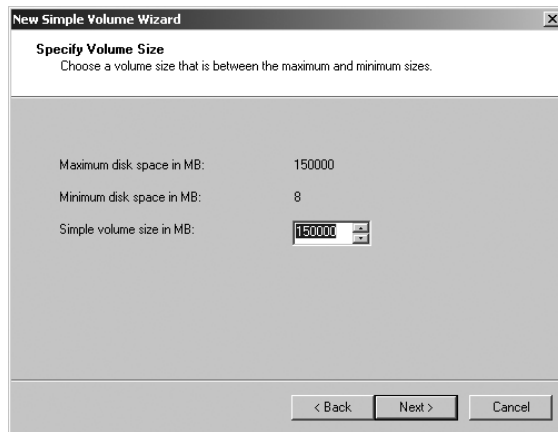 New Simple Volume Wizard
Specify Volume Size
Choose a volume size that is between the maximum and minimum sizes.
Maximum disk space in MB: 150000
Minimum disk space in MB: 8
Simple volume size in MB: 150000
< Back Next > Cancel